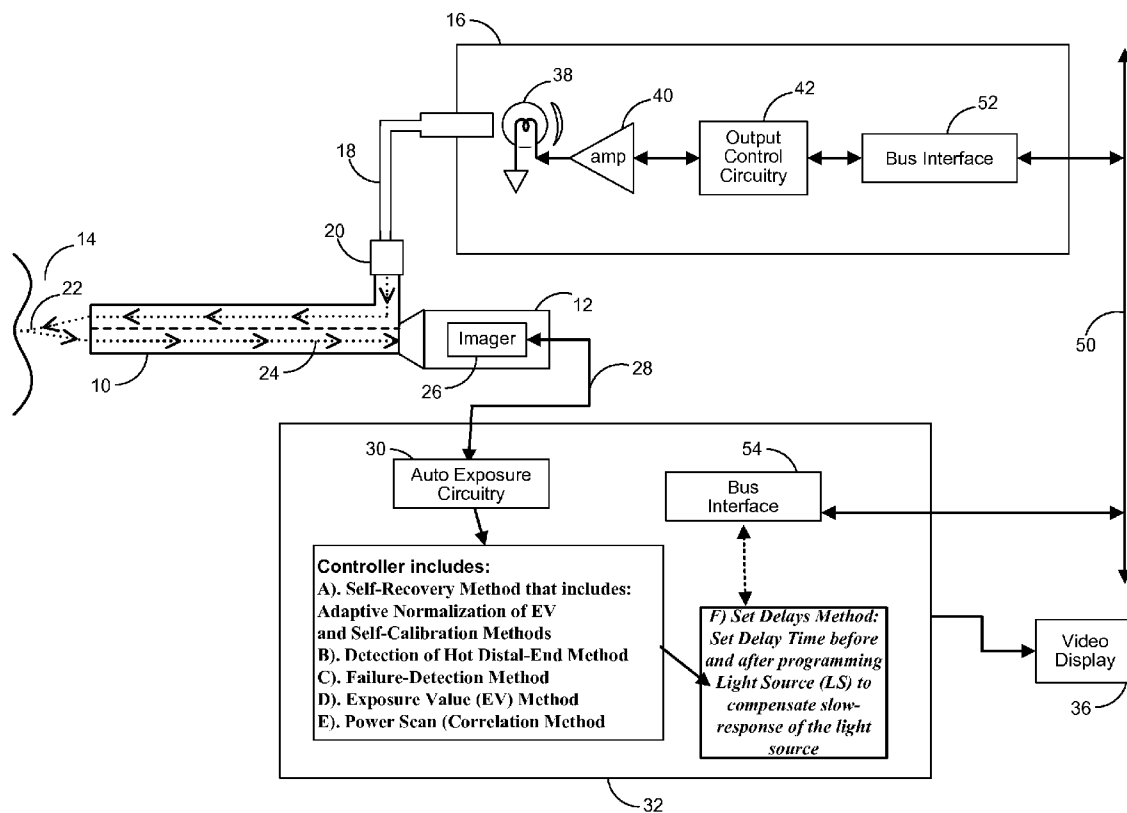 16
38
40
42
52
amp
Output
Control
Circuitry
Bus Interface
18
20
14
22
12
Imager
10
24
26
28
50
30
Auto Exposure
Circuitry
54
Bus
Interface
Controller includes:
A). Self-Recovery Method that includes:
Adaptive Normalization of EV
and Self-Calibration Methods
B). Detection of Hot Distal-End Method
C). Failure-Detection Method
D). Exposure Value (EV) Method
E). Power Scan (Correlation Method
F) Set Delays Method:
Set Delay Time before
and after programming
Light Source (LS) to
compensate slow-
response of the light
source
Video
Display
36
32